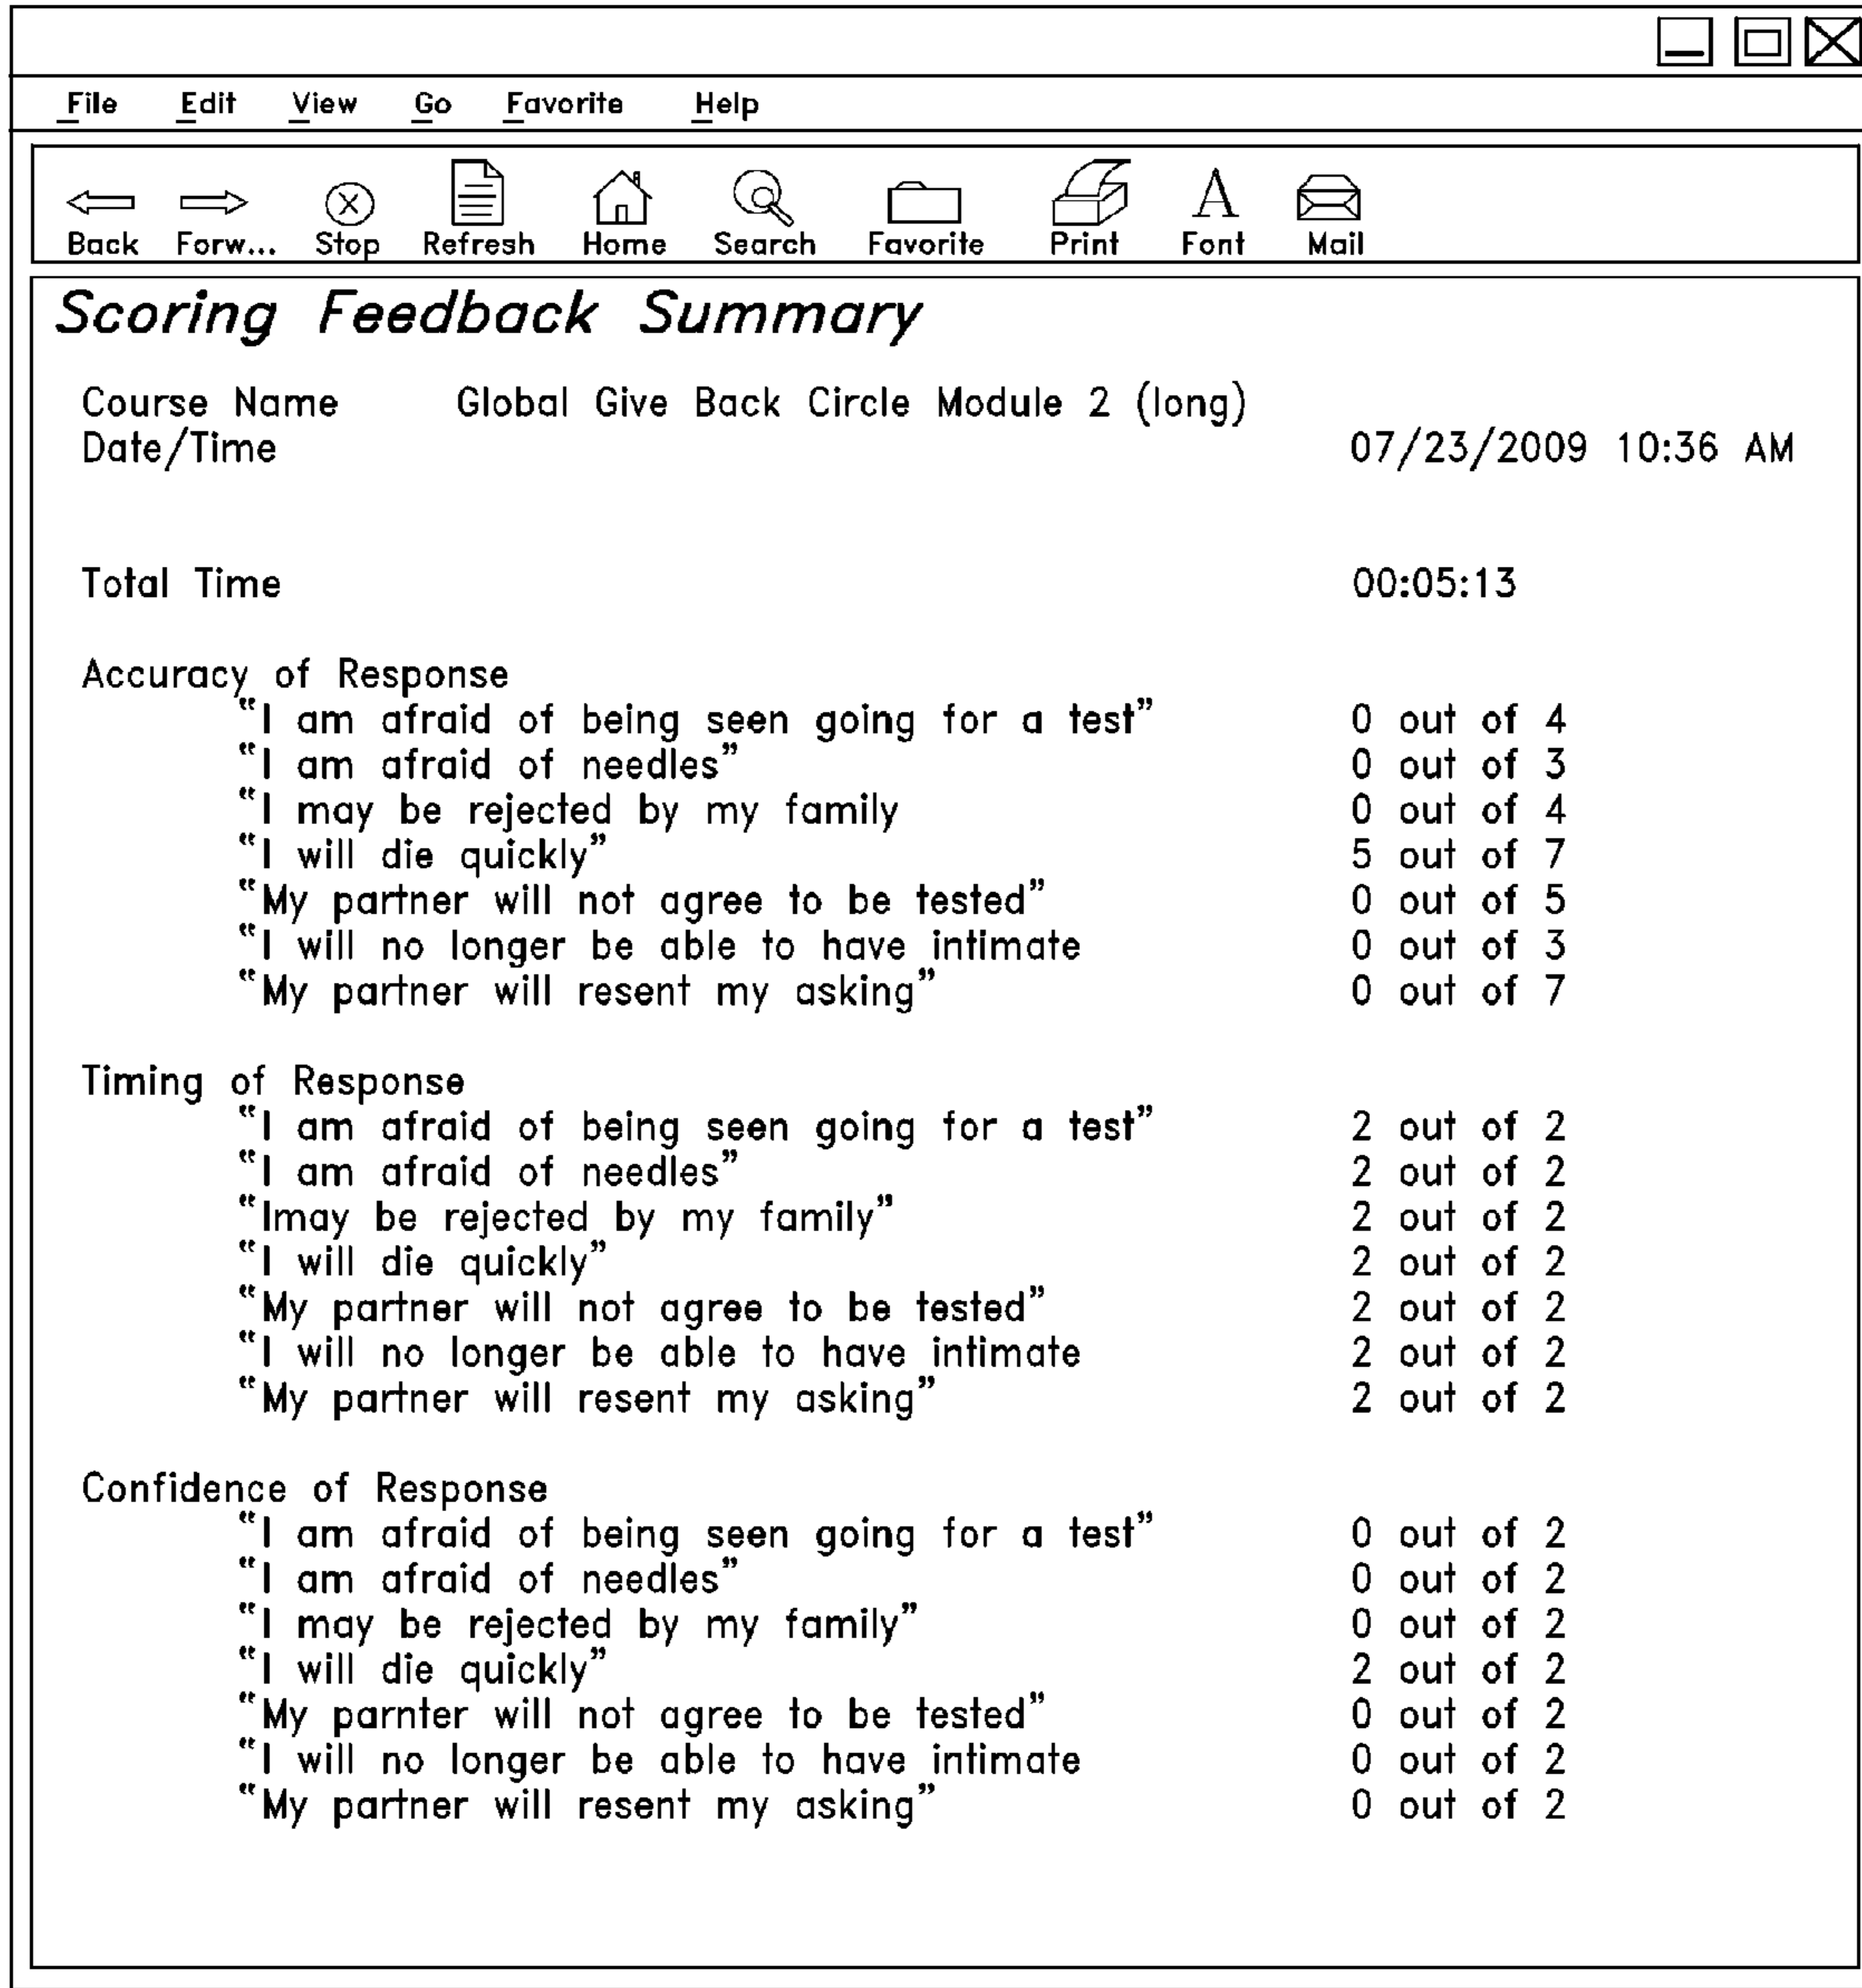 File Edit View Go Favorite Help
Back Forw... Stop Refresh Home Search Favorite Print Font Mail
Scoring Feedback Summary
Course Name Global Give Back Circle Module 2 (long)
Date/Time 07/23/2009 10:36 AM
Total Time 00:05:13
Accuracy of Response
“I am afraid of being seen going for a test” 0 out of 4
“I am afraid of needles” 0 out of 3
“I may be rejected by my family 0 out of 4
“I will die quickly” 5 out of 7
“My partner will not agree to be tested” 0 out of 5
“I will no longer be able to have intimate 0 out of 3
“My partner will resent my asking” 0 out of 7
Timing of Response
“I am afraid of being seen going for a test” 2 out of 2
“I am afraid of needles” 2 out of 2
“Imay be rejected by my family” 2 out of 2
“I will die quickly” 2 out of 2
“My partner will not agree to be tested” 2 out of 2
“I will no longer be able to have intimate 2 out of 2
“My partner will resent my asking” 2 out of 2
Confidence of Response
“I am afraid of being seen going for a test” 0 out of 2
“I am afraid of needles” 0 out of 2
“I may be rejected by my family” 0 out of 2
“I will die quickly” 2 out of 2
“My parnter will not agree to be tested” 0 out of 2
“I will no longer be able to have intimate 0 out of 2
“My partner will resent my asking” 0 out of 2